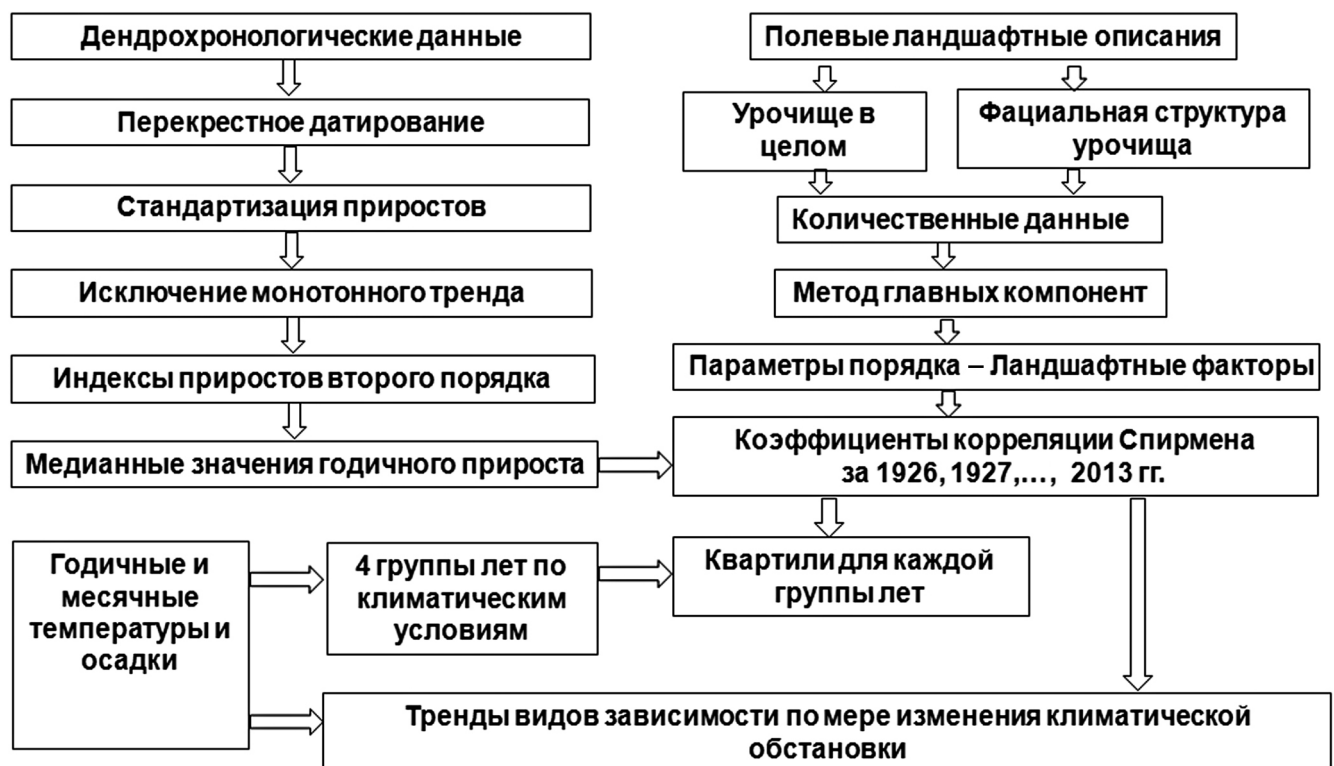 Дендрохронологические данные
Перекрестное датирование
Стандартизация приростов
Исключение монотонного тренда
Индексы приростов второго порядка
Медианные значения годичного прироста
Полевые ландшафтные описания
Урочище в
целом
Фациальная структура
урочища
Количественные данные
Метод главных компонент
Параметры порядка – Ландшафтные факторы
Коэффициенты корреляции Спирмена
за 1926, 1927,…, 2013 гг.
Годичные и
месячные
температуры и
осадки
4 группы лет по
климатическим
условиям
Квартили для каждой
группы лет
Тренды видов зависимости по мере изменения климатической
обстановки